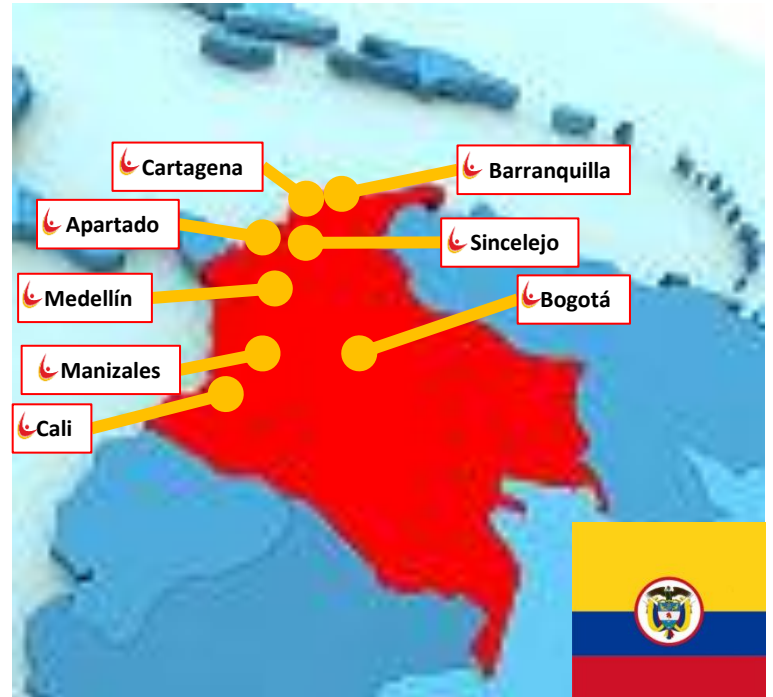 Cartagena
Barranquilla
Apartado
Sincelejo
Medellín
Bogotá
Manizales
Cali